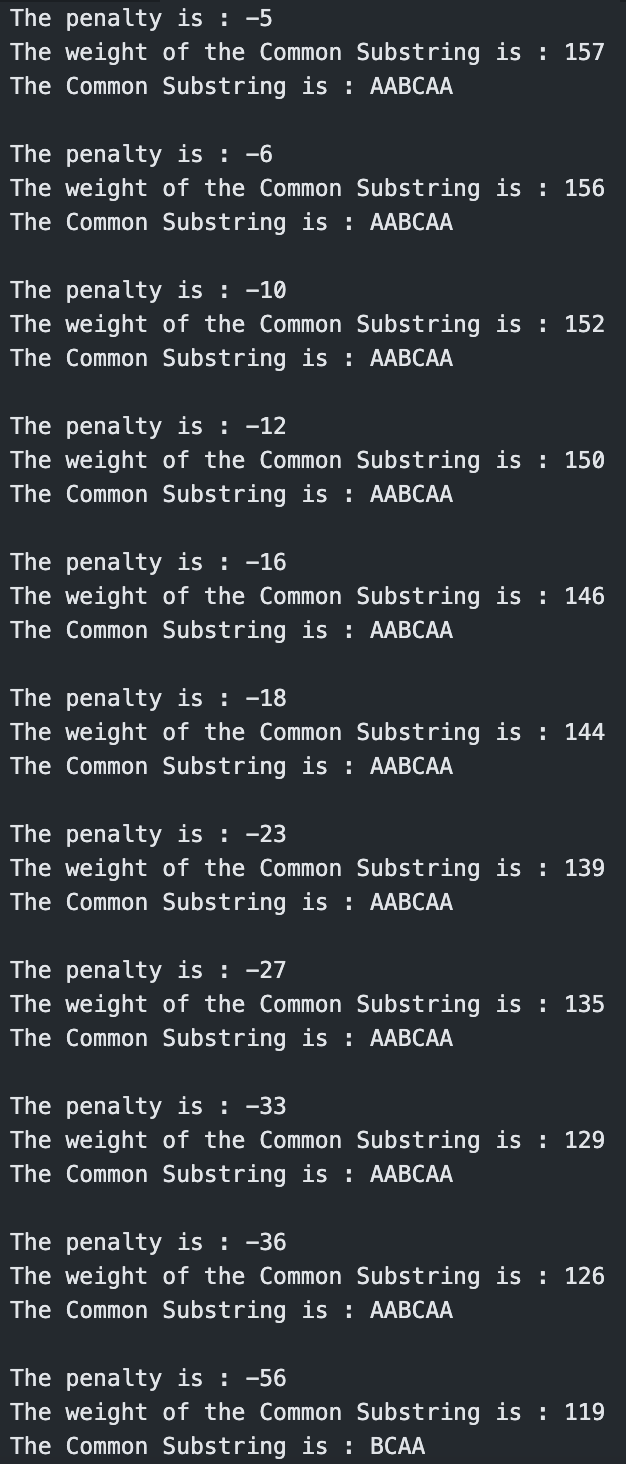 The penalty is : -5
The weight of the Common Substring is : 157
The Common Substring is : AABCAA
The penalty is : -6
The weight of the Common Substring is : 156
The Common Substring is : AABCAA
The penalty is : -10
The weight of the Common Substring is : 152
The Common Substring is : AABCAA
The penalty is : -12
The weight of the Common Substring is : 150
The Common Substring is : AABCAA
The penalty is : -16
The weight of the Common Substring is : 146
The Common Substring is : AABCAA
The penalty is : -18
The weight of the Common Substring is : 144
The Common Substring is : AABCAA
The penalty is : -23
The weight of the Common Substring is : 139
The Common Substring is : AABCAA
The penalty is : -27
The weight of the Common Substring is : 135
The Common Substring is : AABCAA
The penalty is : -33
The weight of the Common Substring is : 129
The Common Substring is : AABCAA
The penalty is : -36
The weight of the Common Substring is : 126
The Common Substring is : AABCAA
The penalty is : -56
The weight of the Common Substring is : 119
The Common Substring is : BCAA